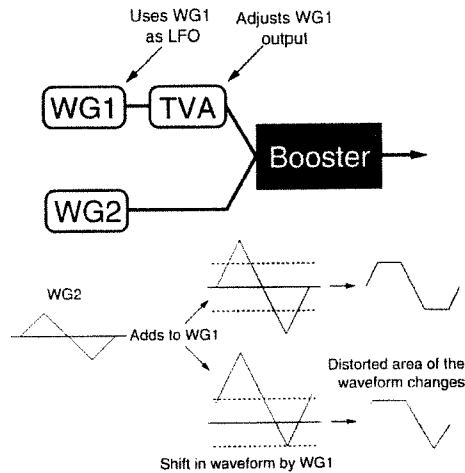 Uses WG1
as LFO
Adjusts WG1
output
WG1
TVA
Booster
WG2
WG2
Adds to WG1
Distorted area of the
waveform changes
Shift in waveform by WG1